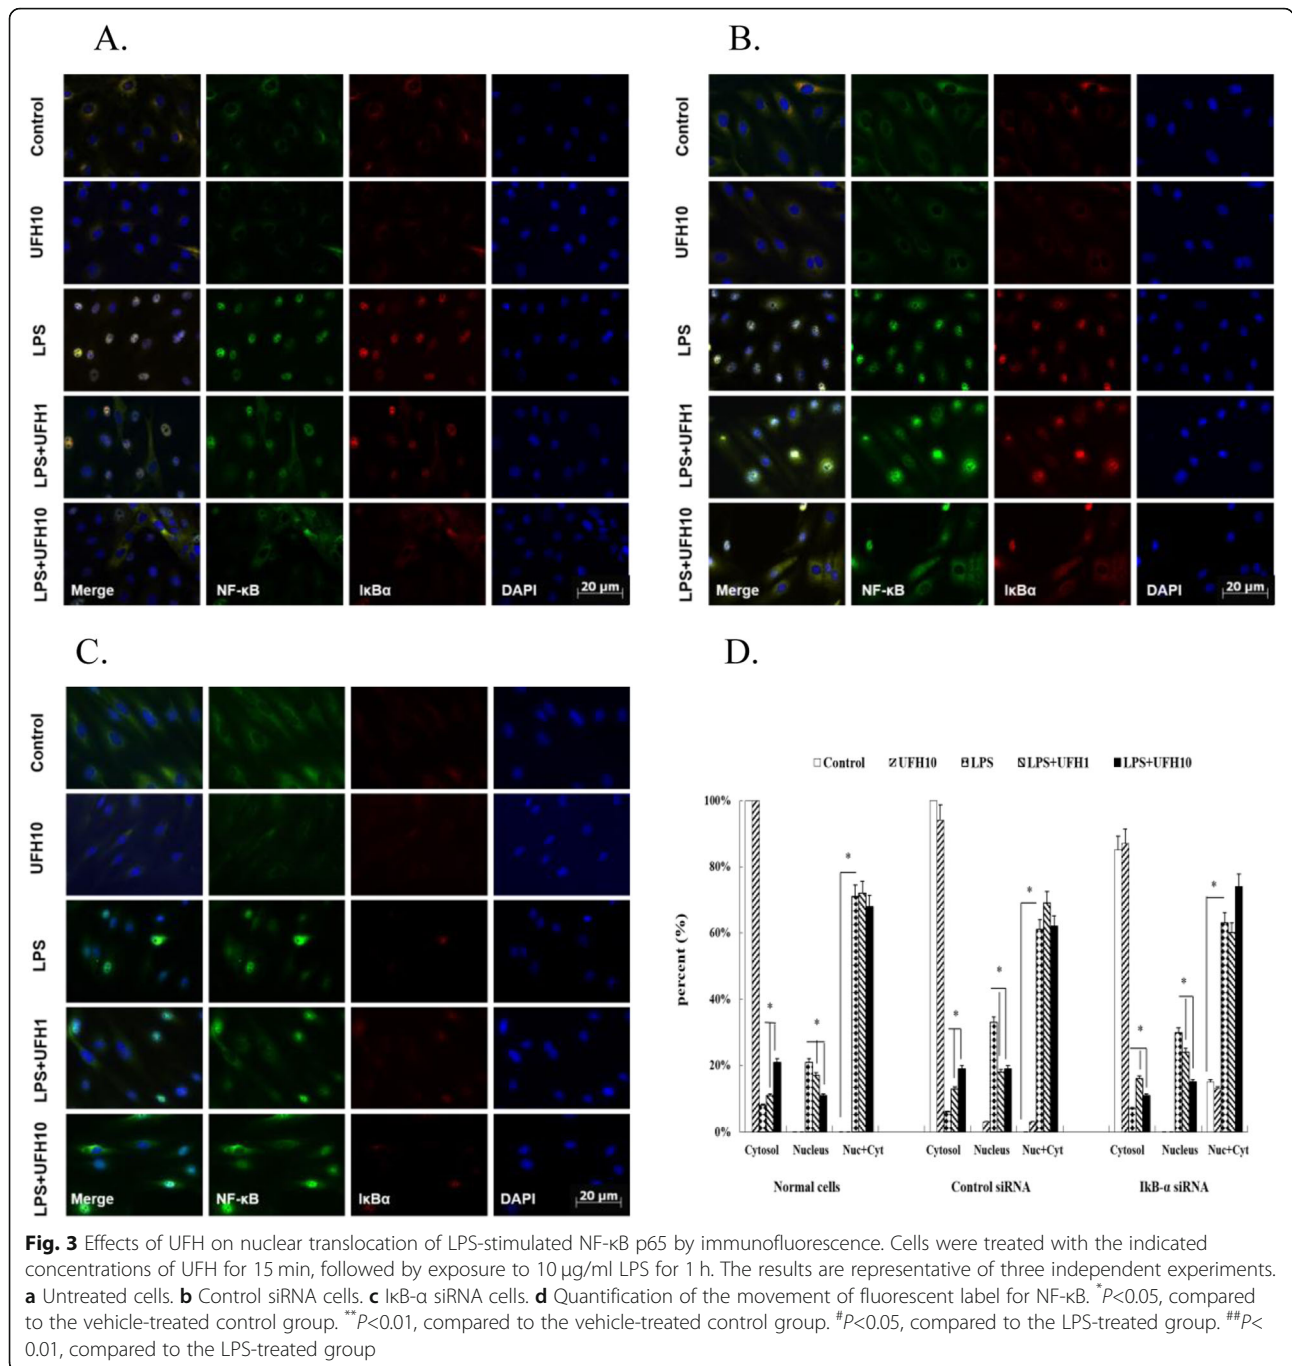 A.
Control
UFH10
LPS
LPS+UFH1
LPS+UFH10
Merge
NF-κB
IκBα
DAPI
20 μm
B.
Control
UFH10
LPS
LPS+UFH1
LPS+UFH10
Merge
NF-κB
IκBα
DAPI
20 μm
C.
Control
UFH10
LPS
LPS+UFH1
LPS+UFH10
Merge
NF-κB
IκBα
DAPI
20 μm
D.
Control UFH10 LPS LPS+UFH1 LPS+UFH10
percent (%)
100%
80%
60%
40%
20%
0%
* * * * * * * * *
Cytosol Nucleus Nuc+Cyt Cytosol Nucleus Nuc+Cyt Cytosol Nucleus Nuc+Cyt
Normal cells Control siRNA IkB-α siRNA
Fig. 3 Effects of UFH on nuclear translocation of LPS-stimulated NF-κB p65 by immunofluorescence. Cells were treated with the indicated
concentrations of UFH for 15 min, followed by exposure to 10 μg/ml LPS for 1 h. The results are representative of three independent experiments.
a Untreated cells. b Control siRNA cells. c IκB-α siRNA cells. d Quantification of the movement of fluorescent label for NF-κB. *P<0.05, compared
to the vehicle-treated control group. **P<0.01, compared to the vehicle-treated control group. #P<0.05, compared to the LPS-treated group. ##P<
0.01, compared to the LPS-treated group